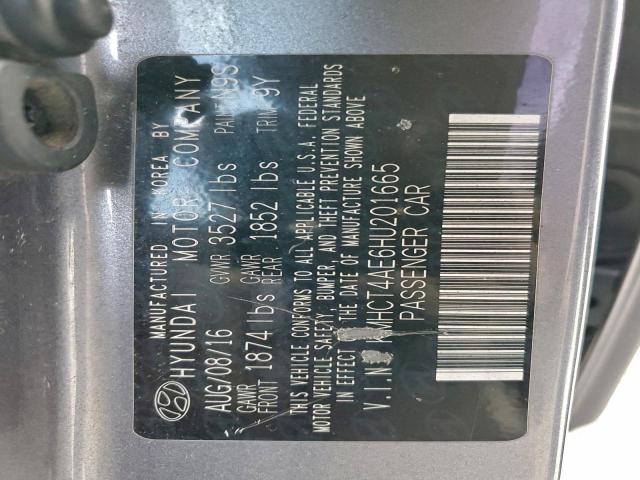 MANUFACTURED IN KOREA BY
HYUNDAI MOTOR COMPANY
AUG/08/16 GVWR 3527 lbs PAINT N9S
GAWR FRONT 1874 lbs GAWR REAR 1852 lbs TRIM 9Y
THIS VEHICLE CONFORMS TO ALL APPLICABLE U.S.A. FEDERAL
MOTOR VEHICLE SAFETY, BUMPER, AND THEFT PREVENTION STANDARDS
IN EFFECT THE DATE OF MANUFACTURE SHOWN ABOVE
V.I.N KMHCT4AE6HU201665
PASSENGER CAR